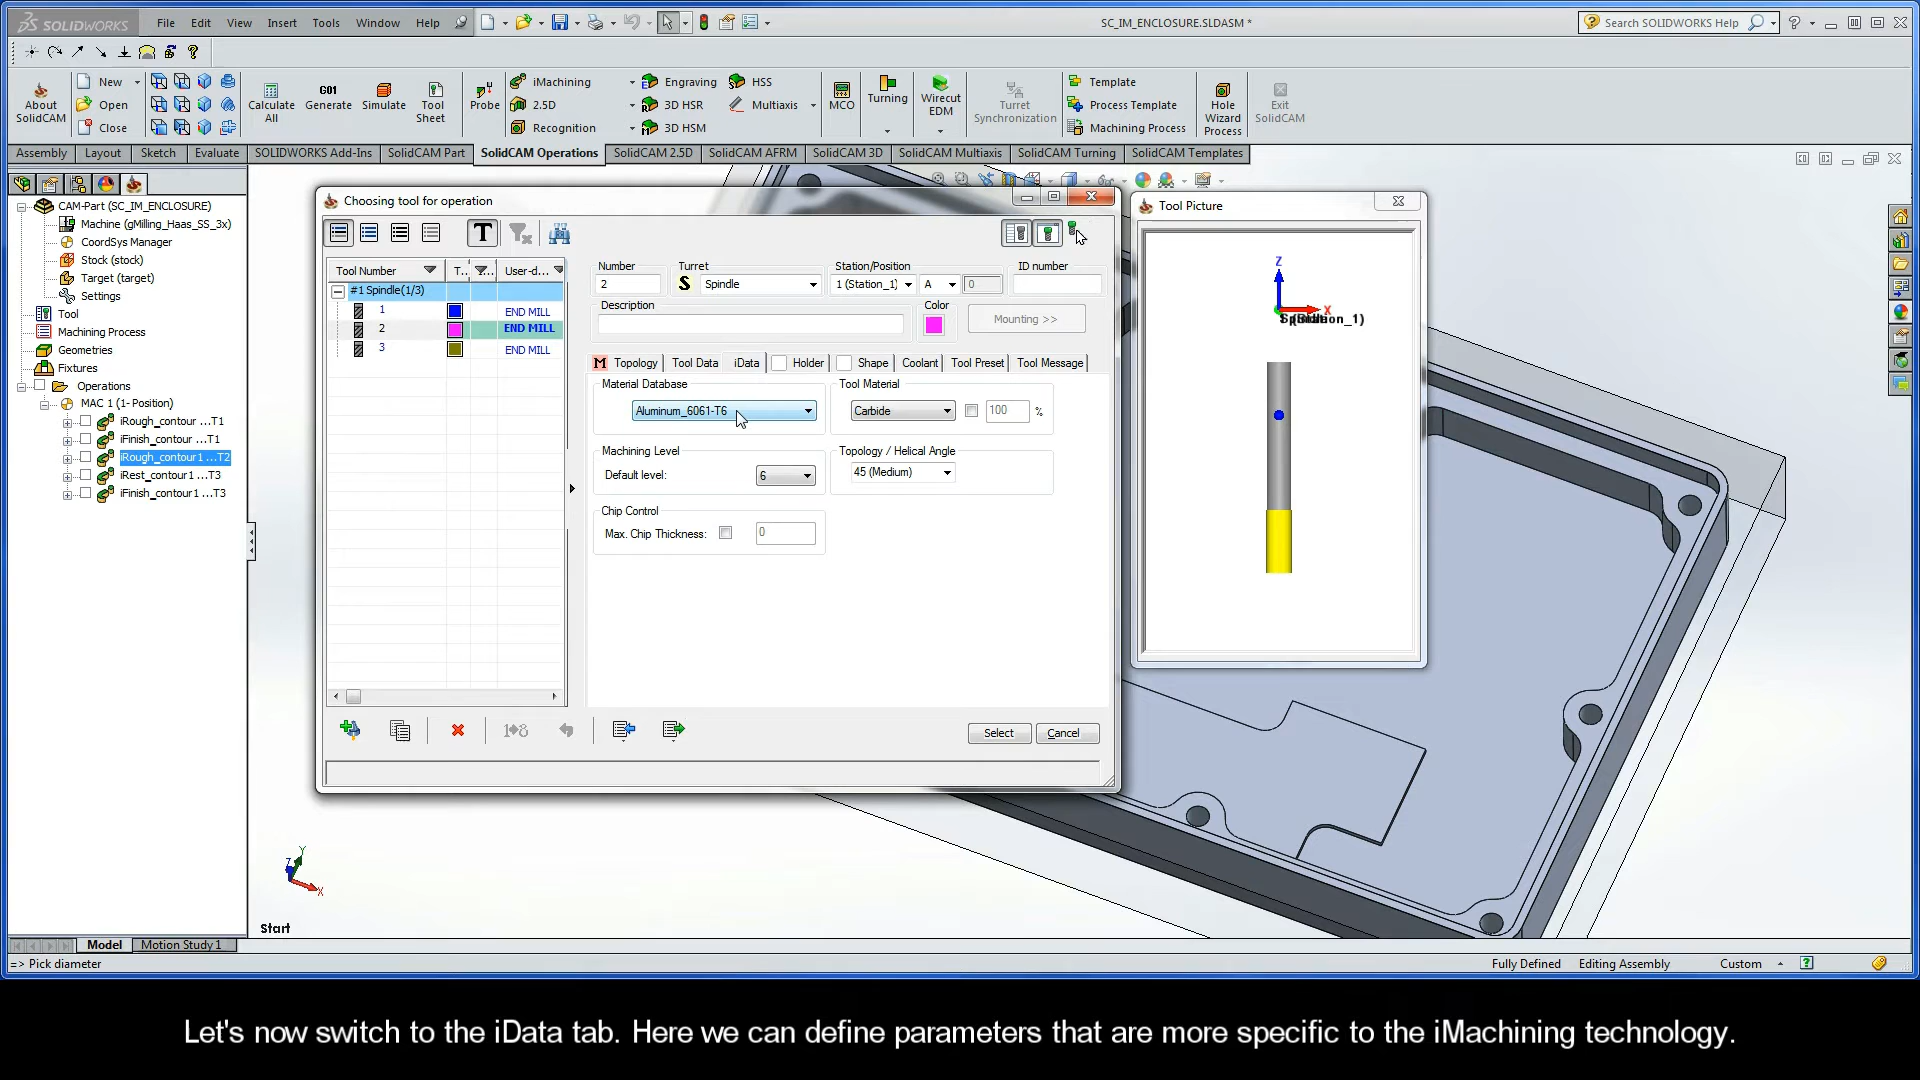 SOLIDWORKS File Edit View Insert Tools Window Help SC_IM_ENCLOSURE.SLDASM * Search SOLIDWORKS Help
About SolidCAM
New
Open
Close
Calculate All
G01 Generate
Simulate
Tool Sheet
Probe
iMachining
2.5D
Recognition
Engraving
3D HSR
3D HSM
HSS
Multiaxis
MCO
Turning
Wirecut EDM
Turret Synchronization
Template
Process Template
Machining Process
Hole Wizard Process
Exit SolidCAM
Assembly Layout Sketch Evaluate SOLIDWORKS Add-Ins SolidCAM Part SolidCAM Operations SolidCAM 2.5D SolidCAM AFRM SolidCAM 3D SolidCAM Multiaxis SolidCAM Turning SolidCAM Templates
CAM-Part (SC_IM_ENCLOSURE)
Machine (gMilling_Haas_SS_3x)
CoordSys Manager
Stock (stock)
Target (target)
Settings
Tool
Machining Process
Geometries
Fixtures
Operations
MAC 1 (1- Position)
iRough_contour ...T1
iFinish_contour ...T1
iRough_contour1 ...T2
iRest_contour1 ...T3
iFinish_contour1 ...T3
Choosing tool for operation
T
Tool Number T.. Y... User-d...
#1 Spindle(1/3)
1 END MILL
2 END MILL
3 END MILL
Number Turret Station/Position ID number
2 S Spindle 1 (Station_1) A 0
Description Color
Mounting >>
M Topology Tool Data iData Holder Shape Coolant Tool Preset Tool Message
Material Database Tool Material
Aluminum_6061-T6 Carbide 100 %
Machining Level Topology / Helical Angle
Default level: 6 45 (Medium)
Chip Control
Max. Chip Thickness: 0
Select Cancel
Tool Picture
Z
X
Z Y X
Start
Model Motion Study 1
=> Pick diameter Fully Defined Editing Assembly Custom
Let's now switch to the iData tab. Here we can define parameters that are more specific to the iMachining technology.